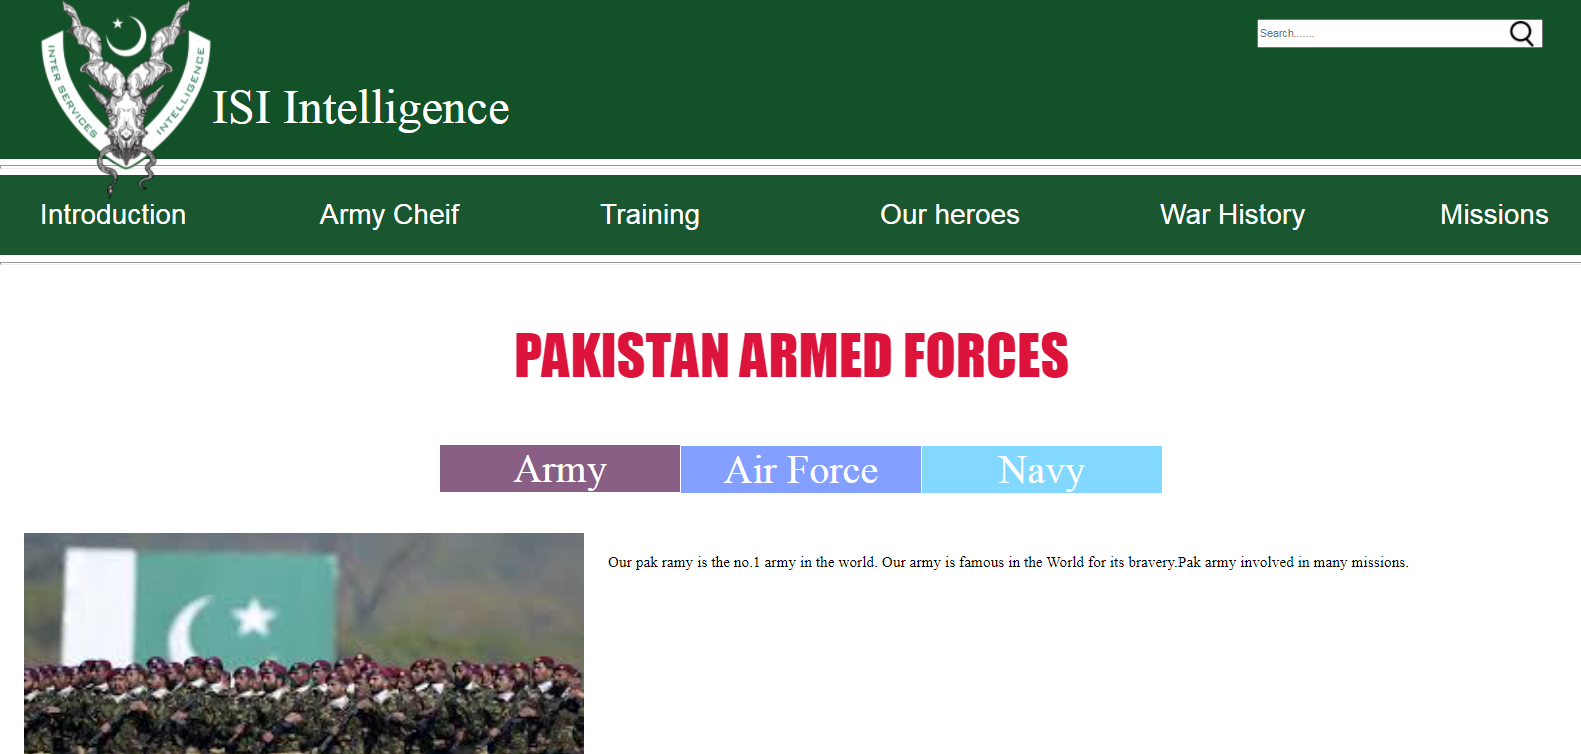 INTER SERVICES INTELLIGENCE
Search.......
ISI Intelligence
Introduction Army Cheif Training Our heroes War History Missions
PAKISTAN ARMED FORCES
Army Air Force Navy
Our pak ramy is the no.1 army in the world. Our army is famous in the World for its bravery.Pak army involved in many missions.